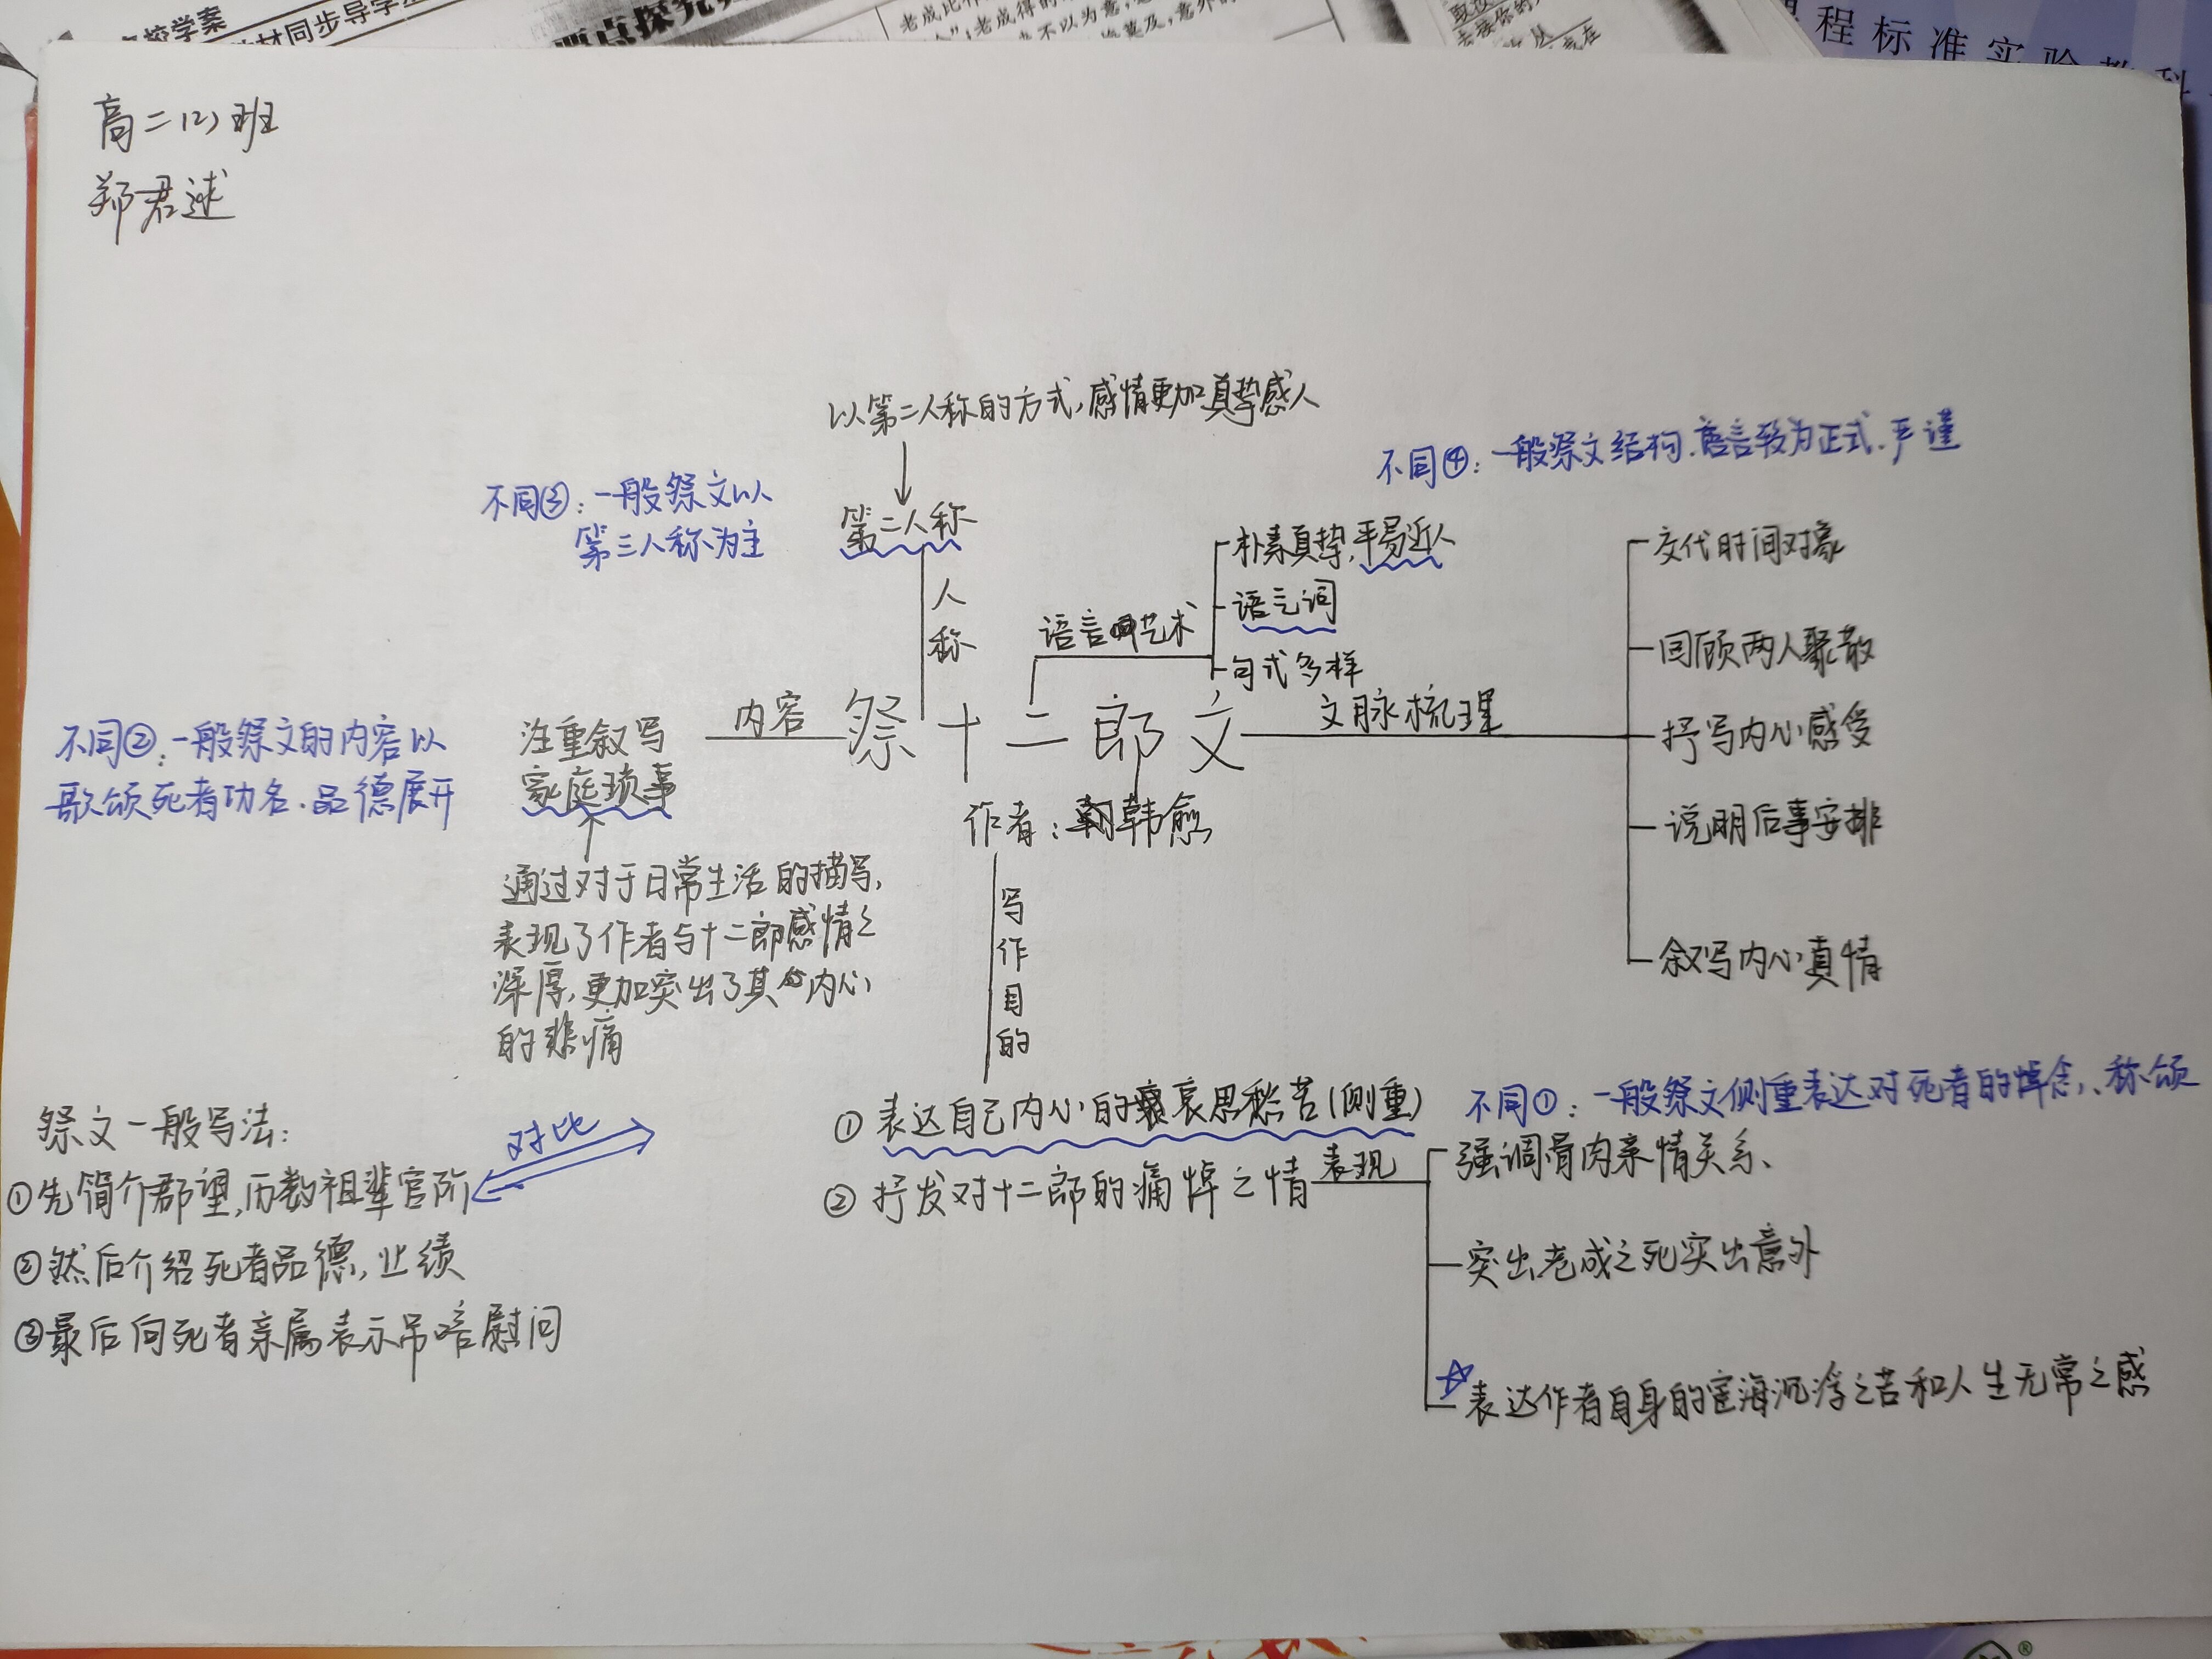 校学案
材同步导学
程标准实验教科
高二(2)班
郑君述
以第二人称的方式,感情更加真挚感人
不同③:一般祭文以
第三人称为主
第二人称
人称
不同④:一般祭文结构、语言较为正式、严谨
语言艺术
朴素真挚,平易近人
语气词
句式多样
祭十二郎文
作者:韩愈
内容
注重叙写
家庭琐事
不同②:一般祭文的内容以
歌颂死者功名、品德展开
通过对于日常生活的描写,
表现了作者与十二郎感情之
深厚,更加突出了其内心
的悲痛
文脉梳理
交代时间对象
回顾两人聚散
抒写内心感受
说明后事安排
叙写内心真情
写作目的
①表达自己内心的哀思愁苦(侧重)
不同①:一般祭文侧重表达对死者的悼念、称颂
②抒发对十二郎的痛悼之情
表现
强调骨肉亲情关系、
突出老成之死突出意外
☆表达作者自身的宦海沉浮之苦和人生无常之感
祭文一般写法:
对比
①先简介郡望,历数祖辈官阶
②然后介绍死者品德,业绩
③最后向死者亲属表示吊唁慰问